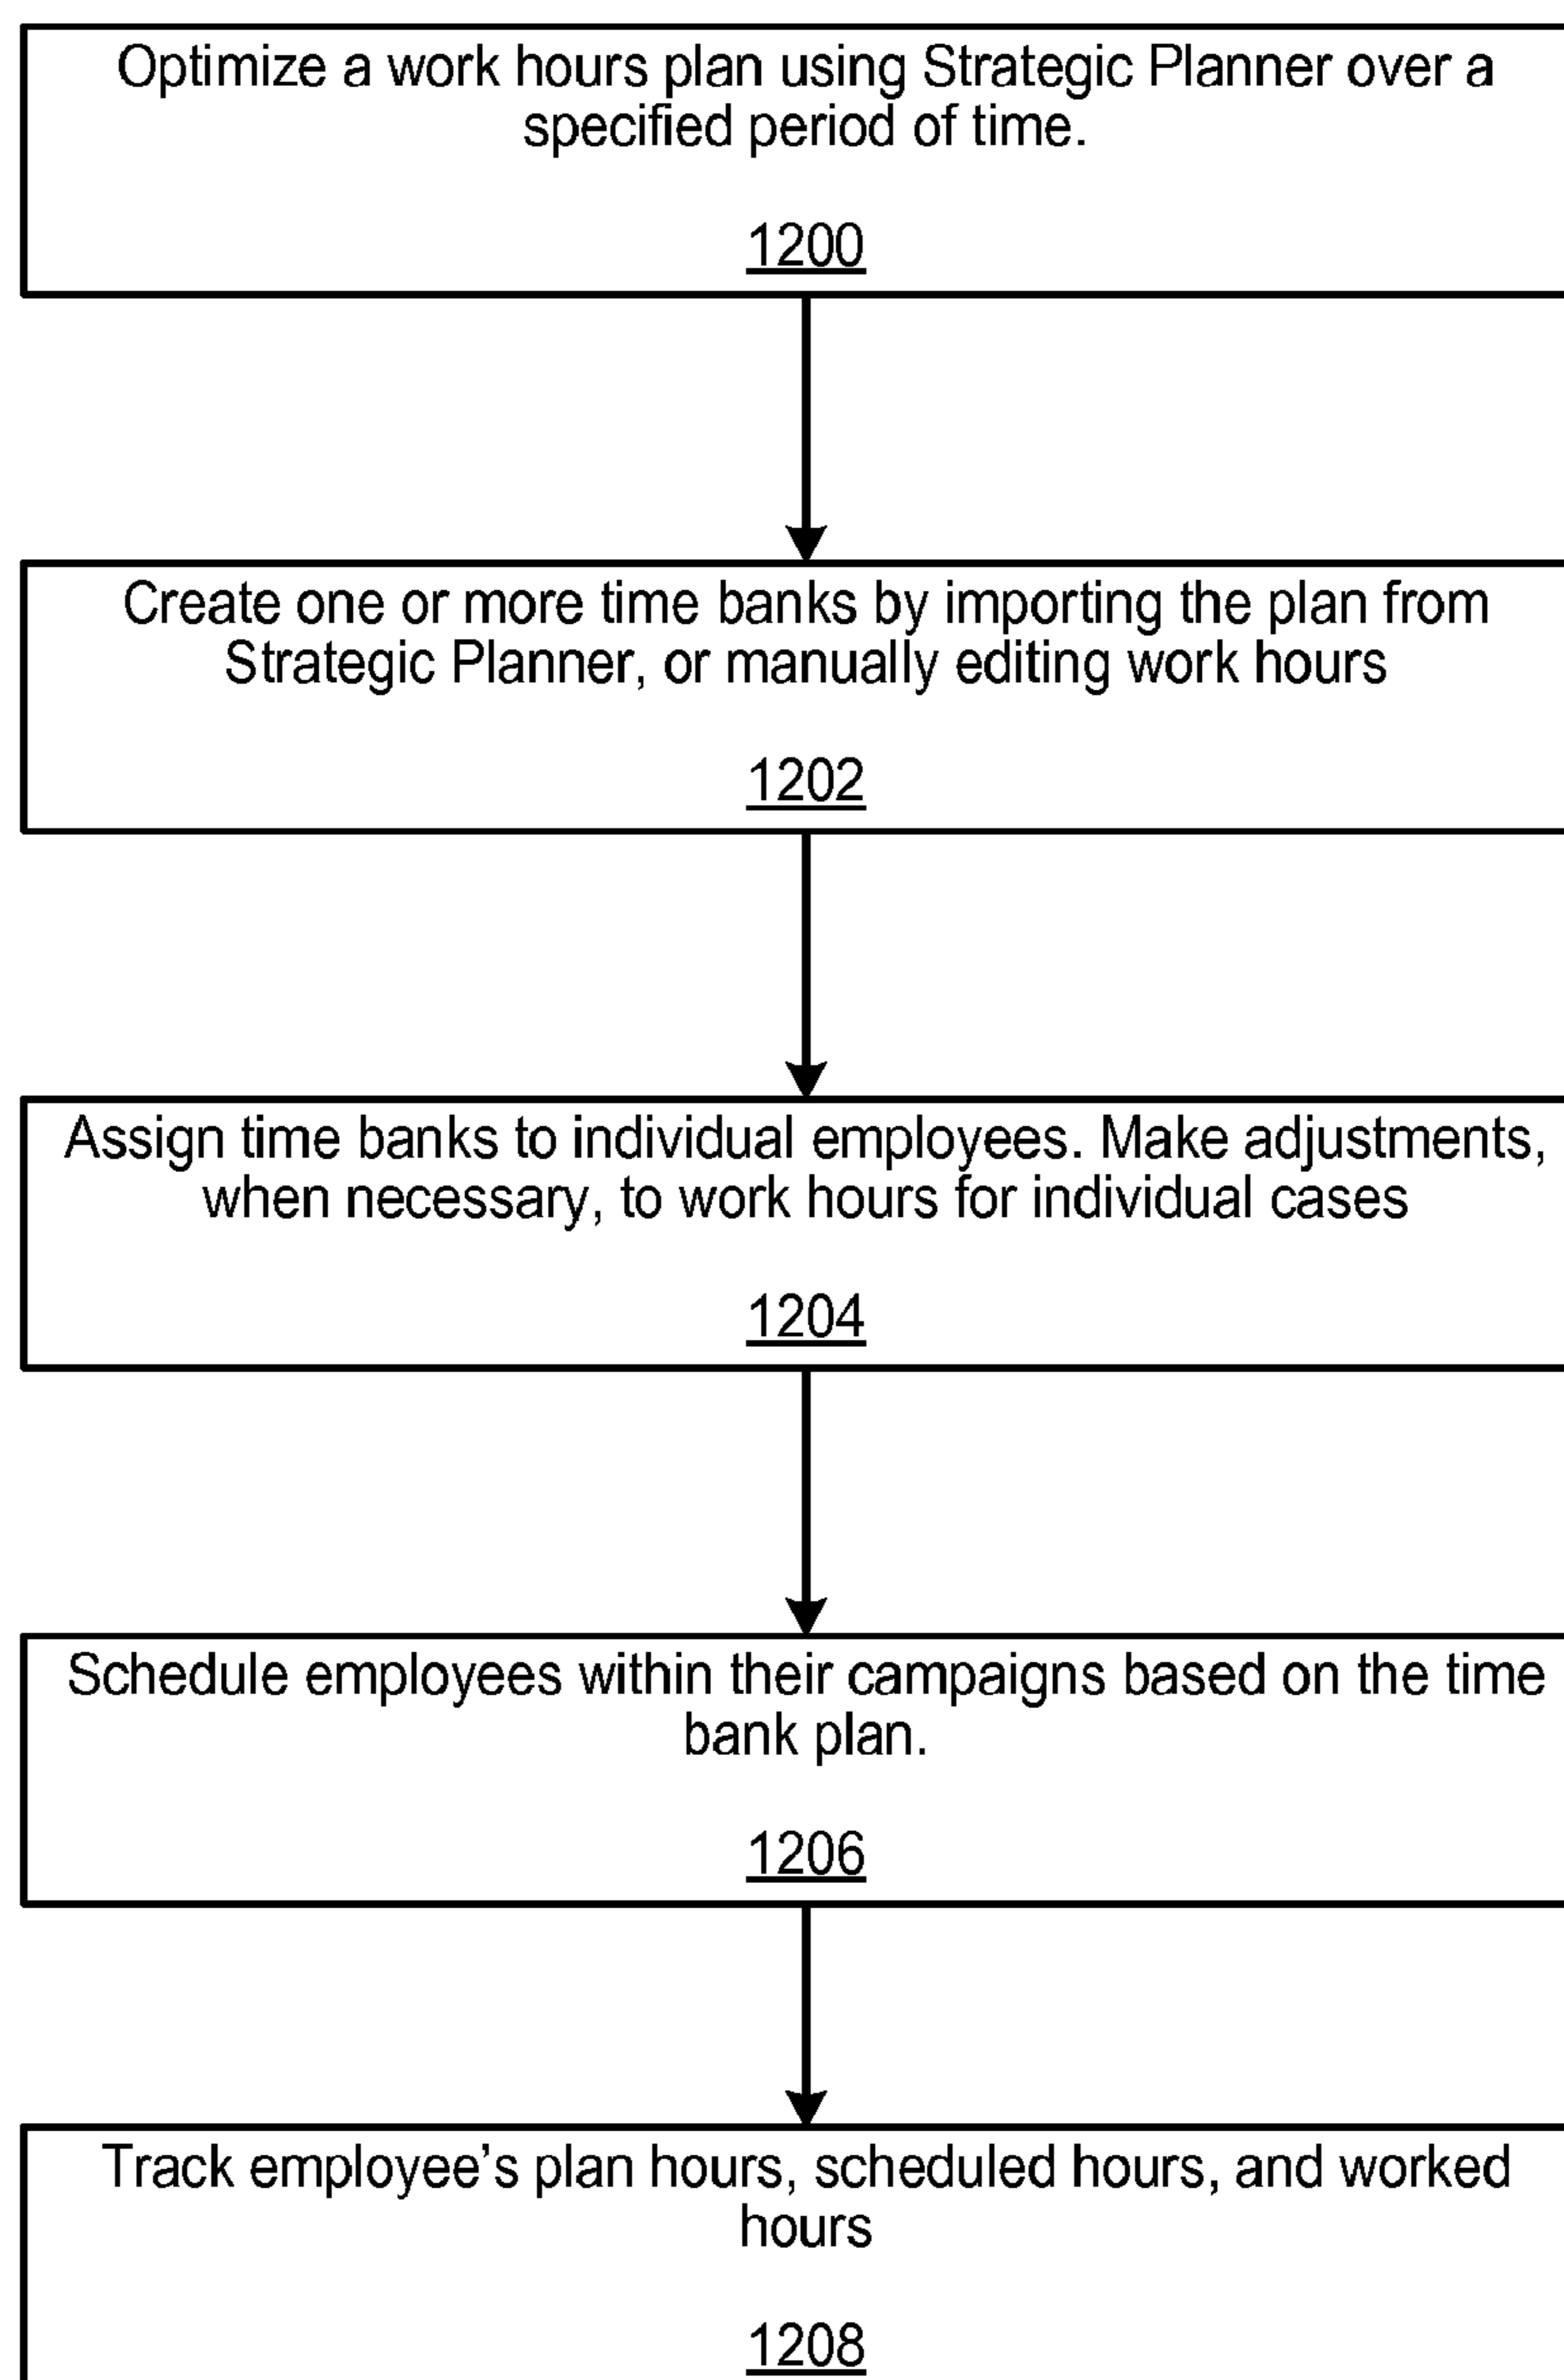 Optimize a work hours plan using Strategic Planner over a
specified period of time.
1200
Create one or more time banks by importing the plan from
Strategic Planner, or manually editing work hours
1202
Assign time banks to individual employees. Make adjustments,
when necessary, to work hours for individual cases
1204
Schedule employees within their campaigns based on the time
bank plan.
1206
Track employee’s plan hours, scheduled hours, and worked
hours
1208